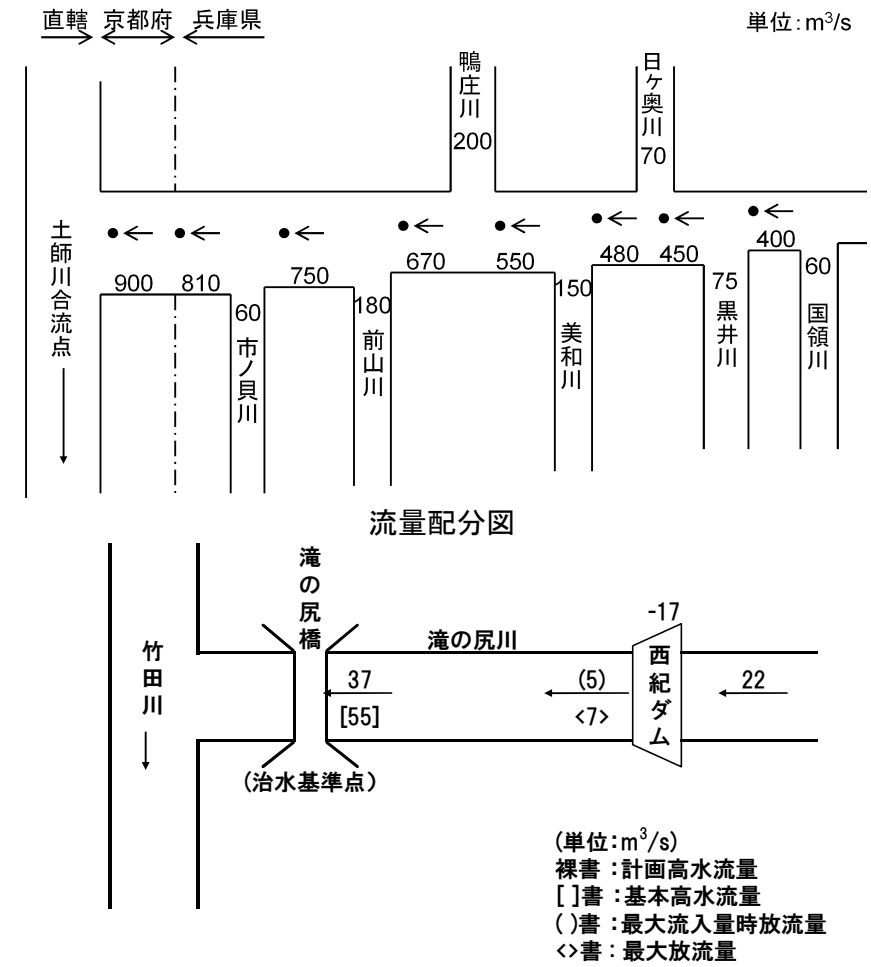 直轄 京都府 兵庫県
単位：m³/s
鴨庄川
200
日ヶ奥川
70
土師川合流点
900
810
750
670
550
480
450
400
60
市ノ貝川
180
前山川
150
美和川
75
黒井川
60
国領川
流量配分図
滝の尻橋
竹田川
滝の尻川
-17
西紀ダム
37
[55]
(5)
<7>
22
(治水基準点)
(単位：m³/s)
裸書：計画高水流量
[ ]書：基本高水流量
( )書：最大流入量時放流量
<>書：最大放流量